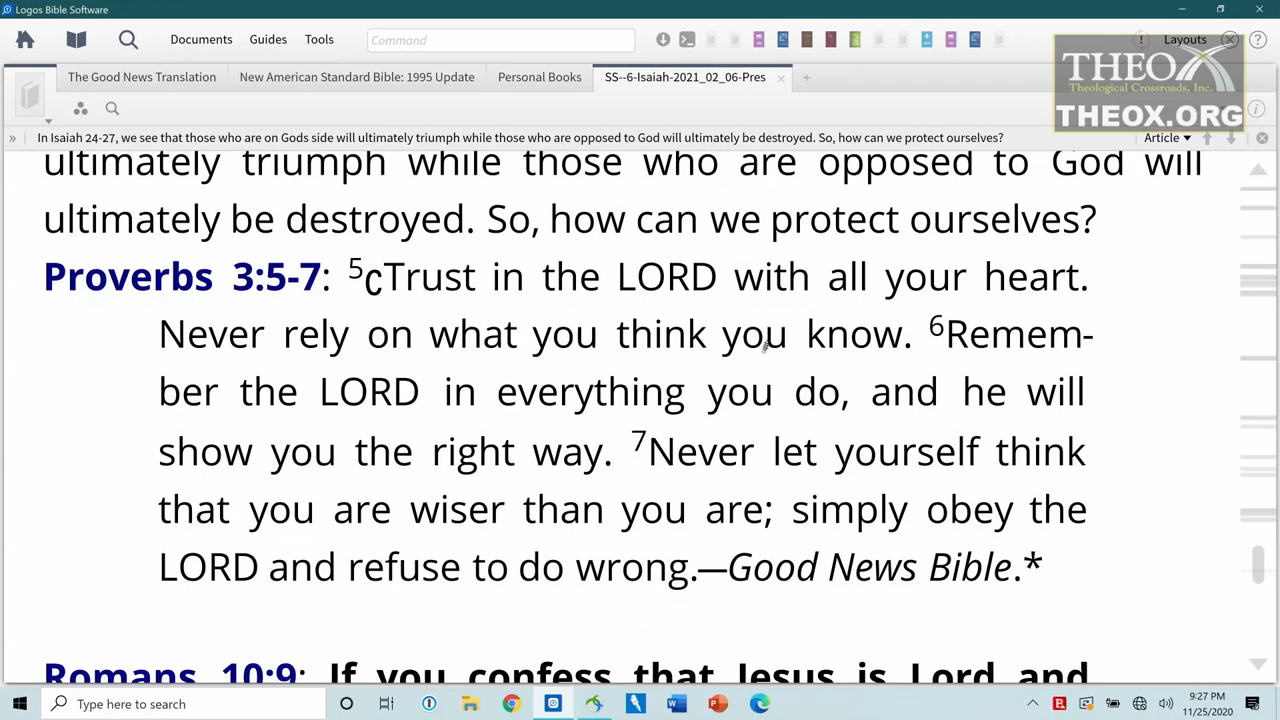 Logos Bible Software
Documents Guides Tools Command Layouts
THEOX
Theological Crossroads, Inc.
THEOX.ORG
The Good News Translation New American Standard Bible: 1995 Update Personal Books SS--6-Isaiah-2021_02_06-Pres
» In Isaiah 24-27, we see that those who are on Gods side will ultimately triumph while those who are opposed to God will ultimately be destroyed. So, how can we protect ourselves? Article
ultimately triumph while those who are opposed to God will
ultimately be destroyed. So, how can we protect ourselves?
Proverbs 3:5-7: ⁵cTrust in the LORD with all your heart.
Never rely on what you think you know. ⁶Remem-
ber the LORD in everything you do, and he will
show you the right way. ⁷Never let yourself think
that you are wiser than you are; simply obey the
LORD and refuse to do wrong.—Good News Bible.*
Romans 10:9: If you confess that Jesus is Lord and
Type here to search
9:27 PM
11/25/2020